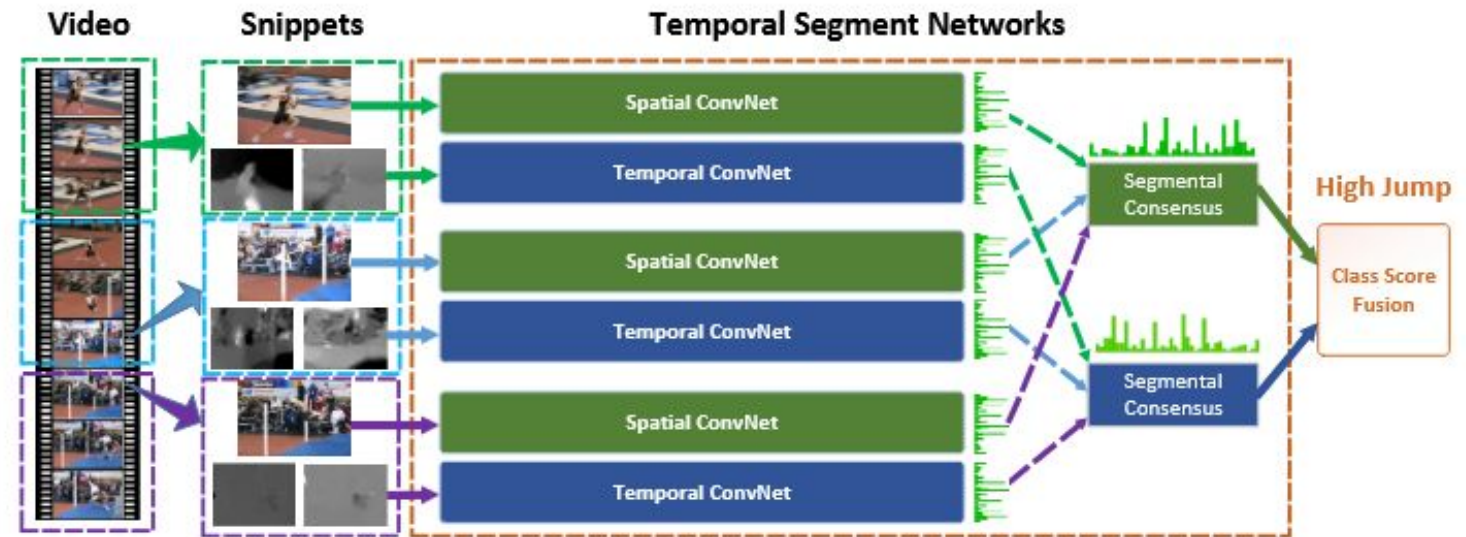 Video
Snippets
Temporal Segment Networks
Spatial ConvNet
Temporal ConvNet
Segmental
Consensus
High Jump
Spatial ConvNet
Class Score
Fusion
Temporal ConvNet
Segmental
Consensus
Spatial ConvNet
Temporal ConvNet